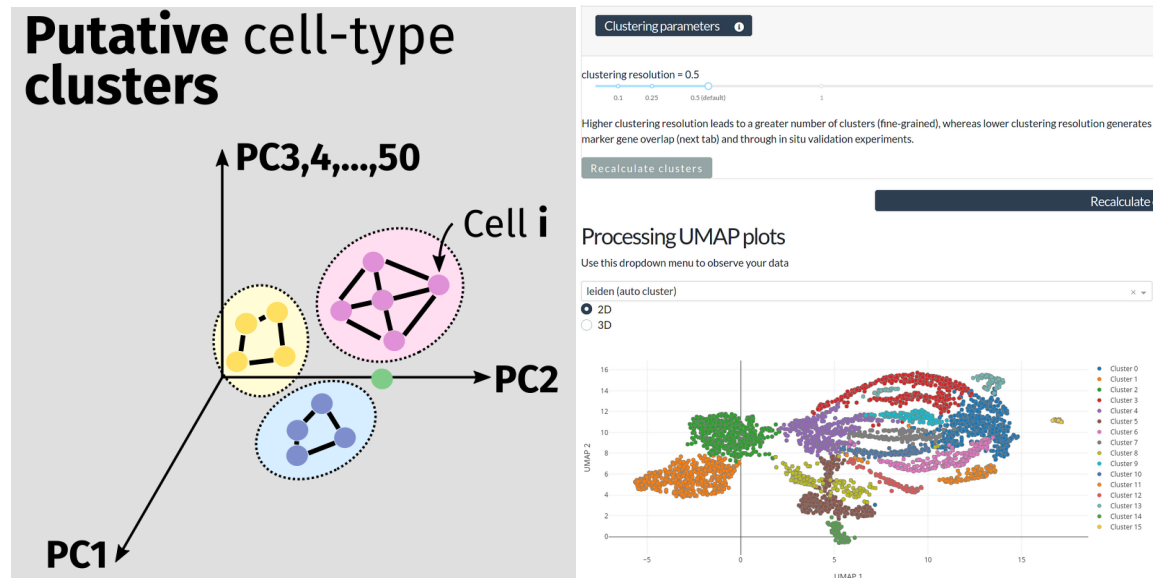 Putative cell-type
clusters
PC3,4,...,50
Cell i
PC2
PC1
Clustering parameters
clustering resolution = 0.5
0.1 0.25 0.5 (default) 1
Higher clustering resolution leads to a greater number of clusters (fine-grained), whereas lower clustering resolution generates
marker gene overlap (next tab) and through in situ validation experiments.
Recalculate clusters
Recalculate
Processing UMAP plots
Use this dropdown menu to observe your data
leiden (auto cluster)
2D
3D
16
14
12
10
8
6
4
2
0
UMAP 2
−5 0 5 10 15
UMAP 1
Cluster 0
Cluster 1
Cluster 2
Cluster 3
Cluster 4
Cluster 5
Cluster 6
Cluster 7
Cluster 8
Cluster 9
Cluster 10
Cluster 11
Cluster 12
Cluster 13
Cluster 14
Cluster 15